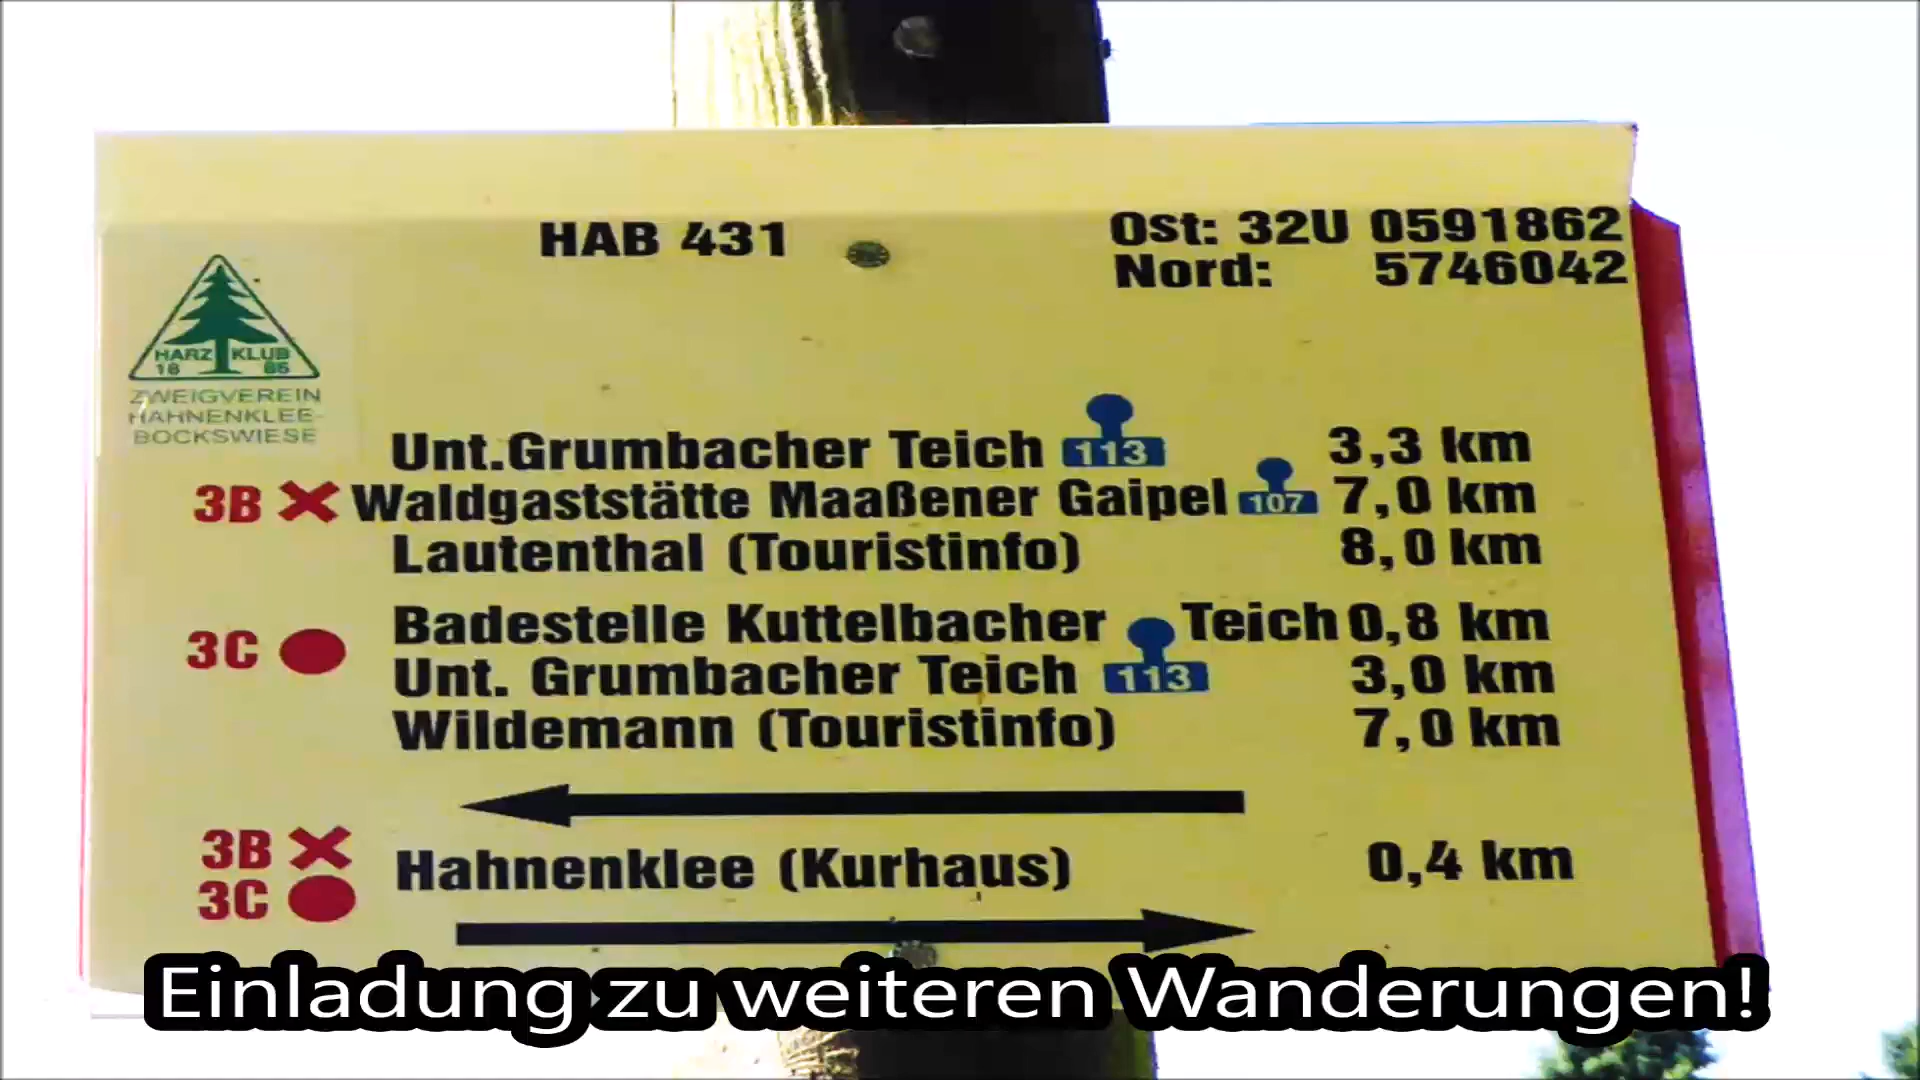 HAB 431
Ost: 32U 0591862
Nord: 5746042
HARZ KLUB
18 86
ZWEIGVEREIN
HAHNENKLEE-
BOCKSWIESE
Unt.Grumbacher Teich 113 3,3 km
3B Waldgaststätte Maaßener Gaipel 107 7,0 km
Lautenthal (Touristinfo) 8,0 km
Badestelle Kuttelbacher Teich 0,8 km
3C
Unt. Grumbacher Teich 113 3,0 km
Wildemann (Touristinfo) 7,0 km
3B
Hahnenklee (Kurhaus) 0,4 km
3C
Einladung zu weiteren Wanderungen!